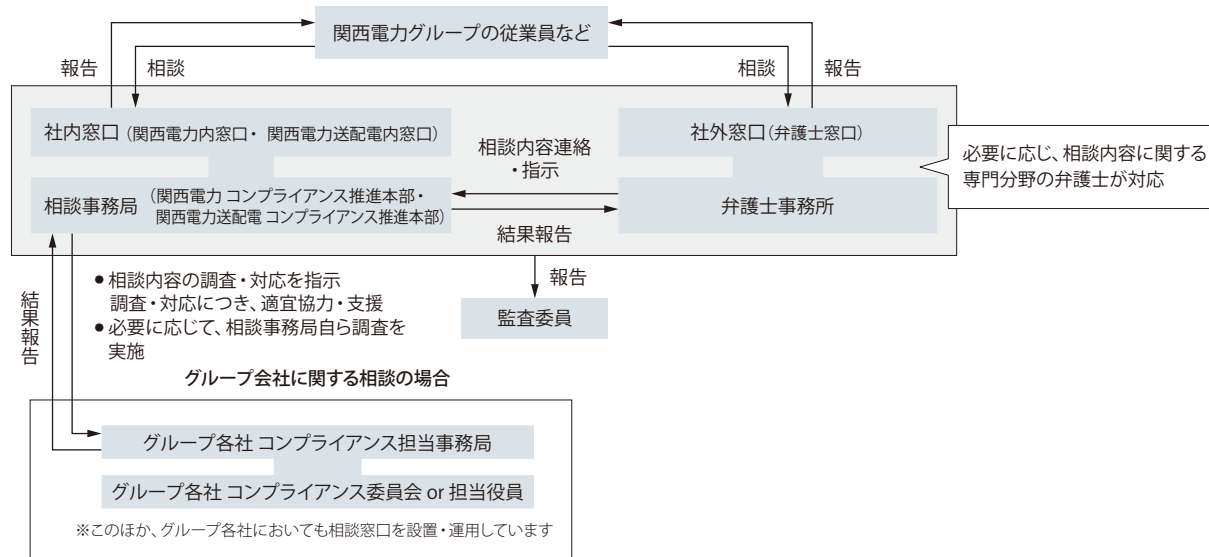 関西電力グループの従業員など
報告
相談
相談
報告
社内窓口（関西電力内窓口・ 関西電力送配電内窓口）
相談内容連絡
・指示
社外窓口（弁護士窓口）
必要に応じ、相談内容に関する
専門分野の弁護士が対応
相談事務局
（関西電力 コンプライアンス推進本部・
関西電力送配電 コンプライアンス推進本部）
弁護士事務所
結果報告
結果報告
● 相談内容の調査・対応を指示
調査・対応につき、適宜協力・支援
● 必要に応じて、相談事務局自ら調査を
実施
報告
監査委員
グループ会社に関する相談の場合
グループ各社 コンプライアンス担当事務局
グループ各社 コンプライアンス委員会 or 担当役員
※このほか、グループ各社においても相談窓口を設置・運用しています